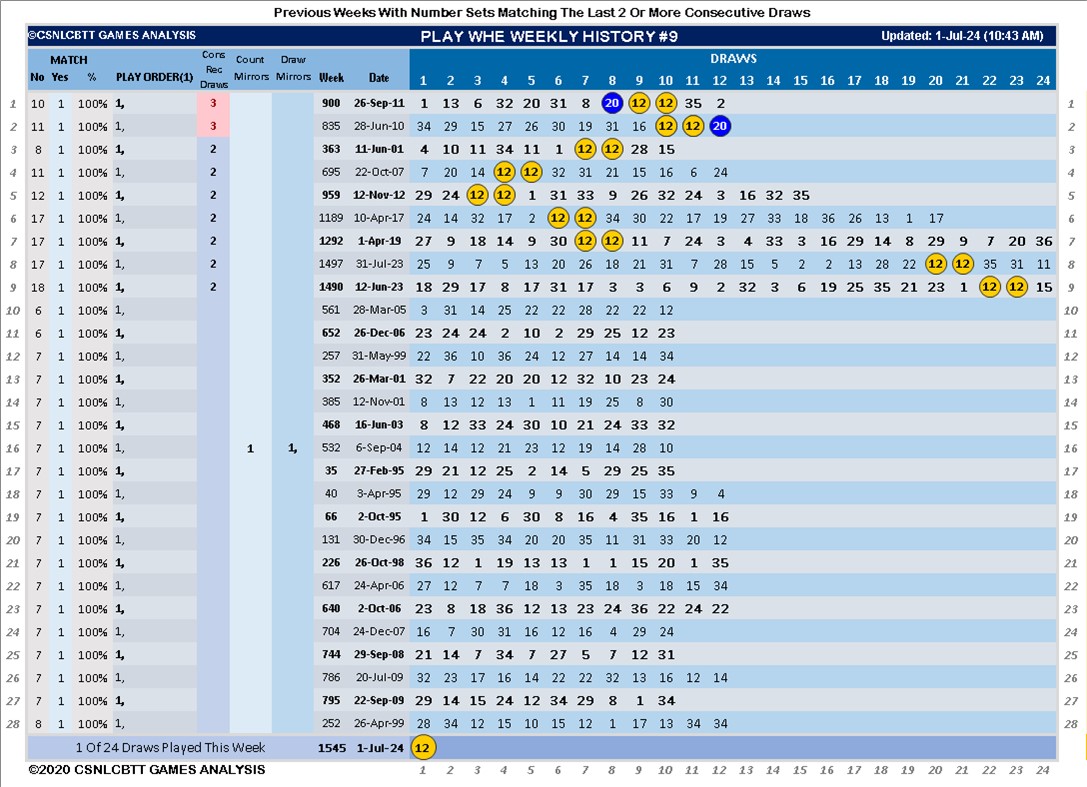 Previous Weeks With Number Sets Matching The Last 2 Or More Consecutive Draws
©CSNLCBTT GAMES ANALYSIS PLAY WHE WEEKLY HISTORY #9 Updated: 1-Jul-24 (10:43 AM)
MATCH Cons Rec Draws Count Mirrors Draw Mirrors DRAWS
No Yes % PLAY ORDER(1) Week Date 1 2 3 4 5 6 7 8 9 10 11 12 13 14 15 16 17 18 19 20 21 22 23 24
1 10 1 100% 1, 3 900 26-Sep-11 1 13 6 32 20 31 8 20 12 12 35 2 1
2 11 1 100% 1, 3 835 28-Jun-10 34 29 15 27 26 30 19 31 16 12 12 20 2
3 8 1 100% 1, 2 363 11-Jun-01 4 10 11 34 11 1 12 12 28 15 3
4 11 1 100% 1, 2 695 22-Oct-07 7 20 14 12 12 32 31 21 15 16 6 24 4
5 12 1 100% 1, 2 959 12-Nov-12 29 24 12 12 1 31 33 9 26 32 24 3 16 32 35 5
6 17 1 100% 1, 2 1189 10-Apr-17 24 14 32 17 2 12 12 34 30 22 17 19 27 33 18 36 26 13 1 17 6
7 17 1 100% 1, 2 1292 1-Apr-19 27 9 18 14 9 30 12 12 11 7 24 3 4 33 3 16 29 14 8 29 9 7 20 36 7
8 17 1 100% 1, 2 1497 31-Jul-23 25 9 7 5 13 20 26 18 21 31 7 28 15 5 2 2 13 28 22 12 12 35 31 11 8
9 18 1 100% 1, 2 1490 12-Jun-23 18 29 17 8 17 31 17 3 3 6 9 2 32 3 6 19 25 35 21 23 1 12 12 15 9
10 6 1 100% 1, 561 28-Mar-05 3 31 14 25 22 22 28 22 22 12 10
11 6 1 100% 1, 652 26-Dec-06 23 24 24 2 10 2 29 25 12 23 11
12 7 1 100% 1, 257 31-May-99 22 36 10 36 24 12 27 14 14 34 12
13 7 1 100% 1, 352 26-Mar-01 32 7 22 20 20 12 32 10 23 24 13
14 7 1 100% 1, 385 12-Nov-01 8 13 12 13 1 11 19 25 8 30 14
15 7 1 100% 1, 468 16-Jun-03 8 12 33 24 30 10 21 24 33 32 15
16 7 1 100% 1, 1 1, 532 6-Sep-04 12 14 12 21 23 12 19 14 28 10 16
17 7 1 100% 1, 35 27-Feb-95 29 21 12 25 2 14 5 29 25 35 17
18 7 1 100% 1, 40 3-Apr-95 29 12 29 24 9 9 30 29 15 33 9 4 18
19 7 1 100% 1, 66 2-Oct-95 1 30 12 6 30 8 16 4 35 16 1 16 19
20 7 1 100% 1, 131 30-Dec-96 34 15 35 34 20 20 35 11 31 33 20 12 20
21 7 1 100% 1, 226 26-Oct-98 36 12 1 19 13 13 1 1 15 20 1 35 21
22 7 1 100% 1, 617 24-Apr-06 27 12 7 7 18 3 35 18 3 18 15 34 22
23 7 1 100% 1, 640 2-Oct-06 23 8 18 36 12 13 23 24 36 22 24 22 23
24 7 1 100% 1, 704 24-Dec-07 16 7 30 31 16 12 16 4 29 24 24
25 7 1 100% 1, 744 29-Sep-08 21 14 7 34 7 27 5 7 12 31 25
26 7 1 100% 1, 786 20-Jul-09 32 23 17 16 14 22 22 32 13 16 12 14 26
27 7 1 100% 1, 795 22-Sep-09 29 14 15 24 12 34 29 8 1 34 27
28 8 1 100% 1, 252 26-Apr-99 28 34 12 15 10 15 12 1 17 13 34 34 28
1 Of 24 Draws Played This Week 1545 1-Jul-24 12
©2020 CSNLCBTT GAMES ANALYSIS 1 2 3 4 5 6 7 8 9 10 11 12 13 14 15 16 17 18 19 20 21 22 23 24